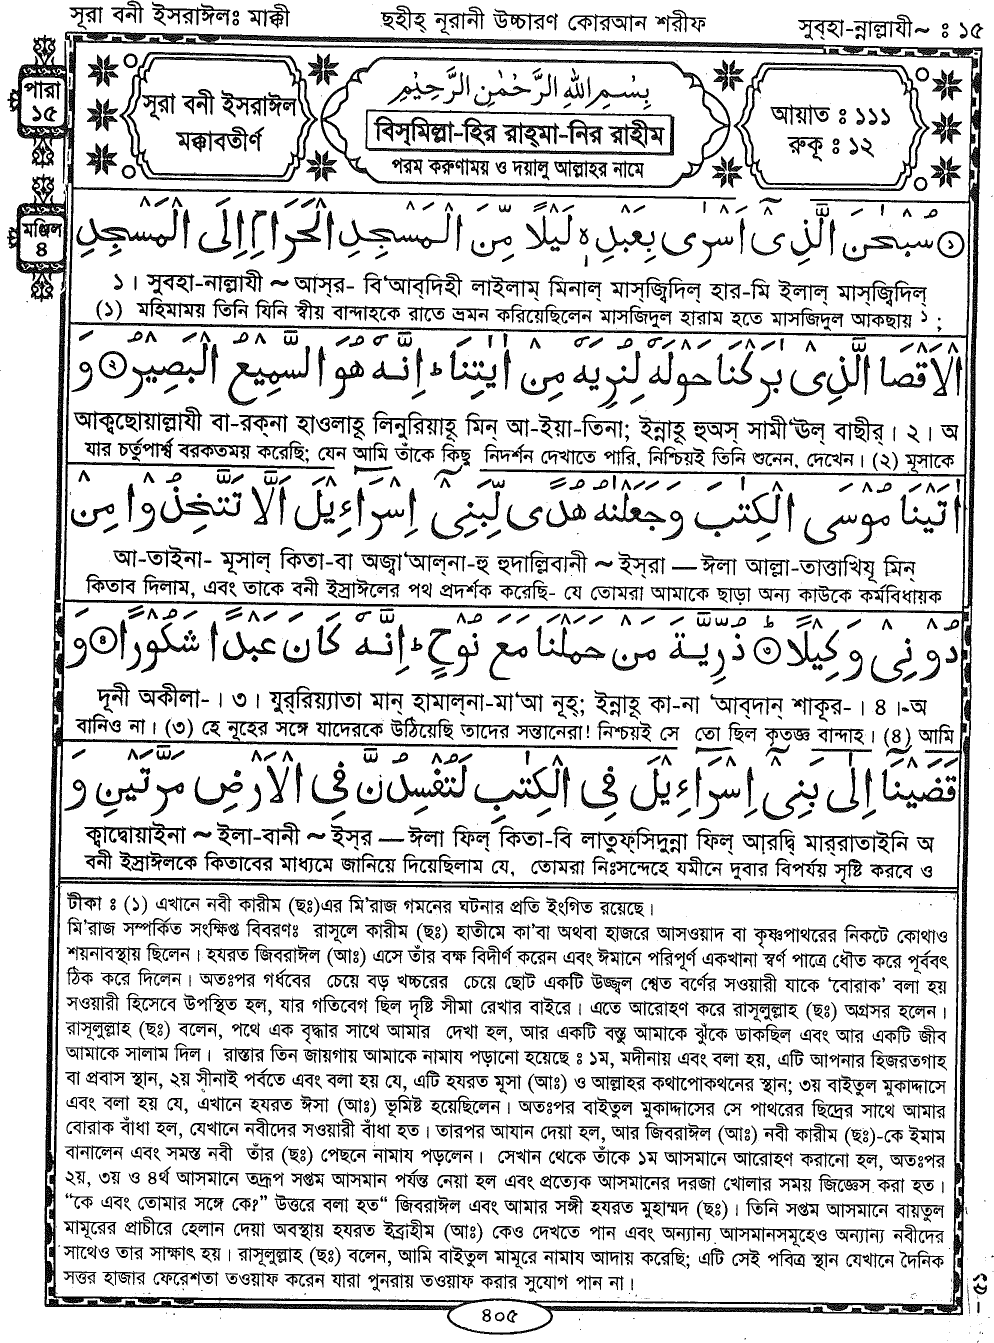 সূরা বনী ইসরাঈলঃ মাক্কী ছহীহ্ নূরানী উচ্চারণ কোরআন শরীফ সুব্হা-নাল্লাযী~ ঃ ১৫
পারা
১৫
সূরা বনী ইসরাঈল
মক্কাবতীর্ণ
بِسْمِ اللهِ الرَّحْمٰنِ الرَّحِيْمِ
বিস্‌মিল্লা-হির রাহ্‌মা-নির রাহীম
পরম করুণাময় ও দয়ালু আল্লাহর নামে
আয়াত ঃ ১১১
রুকূ ঃ ১২
মঞ্জিল
৪
১ سُبْحٰنَ الَّذِىْٓ اَسْرٰى بِعَبْدِهٖ لَيْلًا مِّنَ الْمَسْجِدِ الْحَرَامِ اِلَى الْمَسْجِدِ
১। সুবহা-নাল্লাযী ~ আস্‌র- বি‘আব্‌দিহী লাইলাম্ মিনাল্ মাস্‌জ্বিদিল্ হার-মি ইলাল্ মাস্‌জ্বিদিল্
(১) মহিমাময় তিনি যিনি স্বীয় বান্দাহকে রাতে ভ্রমন করিয়েছিলেন মাসজিদুল হারাম হতে মাসজিদুল আকছায় ১ ;
الْاَقْصَا الَّذِىْ بٰرَكْنَا حَوْلَهٗ لِنُرِيَهٗ مِنْ اٰيٰتِنَا ؕ اِنَّهٗ هُوَ السَّمِيْعُ الْبَصِيْرُ ২ وَ
আক্বছোয়াল্লাযী বা-রক্‌না হাওলাহূ লিনুরিয়াহূ মিন্ আ-ইয়া-তিনা; ইন্নাহূ হুঅস্ সামী‘ঊল্ বাছীর্। ২। অ
যার চর্তুপার্শ্ব বরকতময় করেছি; যেন আমি তাঁকে কিছু নিদর্শন দেখাতে পারি, নিশ্চিয়ই তিনি শুনেন, দেখেন। (২) মূসাকে
اٰتَيْنَا مُوْسَى الْكِتٰبَ وَجَعَلْنٰهُ هُدًى لِّبَنِىْٓ اِسْرَآءِيْلَ اَلَّا تَتَّخِذُوْا مِنْ
আ-তাইনা- মূসাল্ কিতা-বা অজ্বা‘আল্‌না-হু হুদাল্লিবানী ~ ইস্‌রা — ঈলা আল্লা-তাত্তাখিযূ মিন্
কিতাব দিলাম, এবং তাকে বনী ইস্রাঈলের পথ প্রদর্শক করেছি- যে তোমরা আমাকে ছাড়া অন্য কাউকে কর্মবিধায়ক
دُوْنِىْ وَكِيْلًا ৩ ذُرِّيَّةَ مَنْ حَمَلْنَا مَعَ نُوْحٍ ؕ اِنَّهٗ كَانَ عَبْدًا شَكُوْرًا ৪ وَ
দূনী অকীলা-। ৩। যুর্‌রিয়্যাতা মান্ হামাল্‌না-মা‘আ নূহ্; ইন্নাহূ কা-না ‘আব্‌দান্ শাকূর-। ৪। -অ
বানিও না। (৩) হে নূহের সঙ্গে যাদেরকে উঠিয়েছি তাদের সন্তানেরা! নিশ্চয়ই সে তো ছিল কৃতজ্ঞ বান্দাহ। (৪) আমি
قَضَيْنَآ اِلٰى بَنِىْٓ اِسْرَآءِيْلَ فِى الْكِتٰبِ لَتُفْسِدُنَّ فِى الْاَرْضِ مَرَّتَيْنِ وَ
ক্বাদ্বোয়াইনা ~ ইলা-বানী ~ ইস্‌র — ঈলা ফিল্ কিতা-বি লাতুফ্‌সিদুন্না ফিল্ আর্‌দ্বি মার্‌রাতাইনি অ
বনী ইস্রাঈলকে কিতাবের মাধ্যমে জানিয়ে দিয়েছিলাম যে, তোমরা নিঃসন্দেহে যমীনে দুবার বিপর্যয় সৃষ্টি করবে ও
টীকা ঃ (১) এখানে নবী কারীম (ছঃ)এর মি'রাজ গমনের ঘটনার প্রতি ইংগিত রয়েছে।
মি'রাজ সম্পর্কিত সংক্ষিপ্ত বিবরণঃ রাসূলে কারীম (ছঃ) হাতীমে কা'বা অথবা হাজরে আসওয়াদ বা কৃষ্ণপাথরের নিকটে কোথাও
শয়নাবস্থায় ছিলেন। হযরত জিবরাঈল (আঃ) এসে তাঁর বক্ষ বিদীর্ণ করেন এবং ঈমানে পরিপূর্ণ একখানা স্বর্ণ পাত্রে ধৌত করে পূর্ববৎ
ঠিক করে দিলেন। অতঃপর গর্ধবের চেয়ে বড় খচ্চরের চেয়ে ছোট একটি উজ্জ্বল শ্বেত বর্ণের সওয়ারী যাকে ‘বোরাক’ বলা হয়
সওয়ারী হিসেবে উপস্থিত হল, যার গতিবেগ ছিল দৃষ্টি সীমা রেখার বাইরে। এতে আরোহণ করে রাসূলুল্লাহ (ছঃ) অগ্রসর হলেন।
রাসূলুল্লাহ (ছঃ) বলেন, পথে এক বৃদ্ধার সাথে আমার দেখা হল, আর একটি বস্তু আমাকে ঝুঁকে ডাকছিল এবং আর একটি জীব
আমাকে সালাম দিল। রাস্তার তিন জায়গায় আমাকে নামায পড়ানো হয়েছে ঃ ১ম, মদীনায় এবং বলা হয়, এটি আপনার হিজরতগাহ
বা প্রবাস স্থান, ২য় সীনাই পর্বতে এবং বলা হয় যে, এটি হযরত মূসা (আঃ) ও আল্লাহর কথাপোকথনের স্থান; ৩য় বাইতুল মুকাদ্দাসে
এবং বলা হয় যে, এখানে হযরত ঈসা (আঃ) ভূমিষ্ট হয়েছিলেন। অতঃপর বাইতুল মুকাদ্দাসের সে পাথরের ছিদ্রের সাথে আমার
বোরাক বাঁধা হল, যেখানে নবীদের সওয়ারী বাঁধা হত। তারপর আযান দেয়া হল, আর জিবরাঈল (আঃ) নবী কারীম (ছঃ)-কে ইমাম
বানালেন এবং সমস্ত নবী তাঁর (ছঃ) পেছনে নামায পড়লেন। সেখান থেকে তাঁকে ১ম আসমানে আরোহণ করানো হল, অতঃপর
২য়, ৩য় ও ৪র্থ আসমানে তদ্রূপ সপ্তম আসমান পর্যন্ত নেয়া হল এবং প্রত্যেক আসমানের দরজা খোলার সময় জিজ্ঞেস করা হত।
“কে এবং তোমার সঙ্গে কে?” উত্তরে বলা হত“ জিবরাঈল এবং আমার সঙ্গী হযরত মুহাম্মদ (ছঃ)। তিনি সপ্তম আসমানে বায়তুল
মামূরের প্রাচীরে হেলান দেয়া অবস্থায় হযরত ইব্রাহীম (আঃ) কেও দেখতে পান এবং অন্যান্য আসমানসমূহেও অন্যান্য নবীদের
সাথেও তার সাক্ষাৎ হয়। রাসূলুল্লাহ (ছঃ) বলেন, আমি বাইতুল মামূরে নামায আদায় করেছি; এটি সেই পবিত্র স্থান যেখানে দৈনিক
সত্তর হাজার ফেরেশতা তওয়াফ করেন যারা পুনরায় তওয়াফ করার সুযোগ পান না।
৪০৫